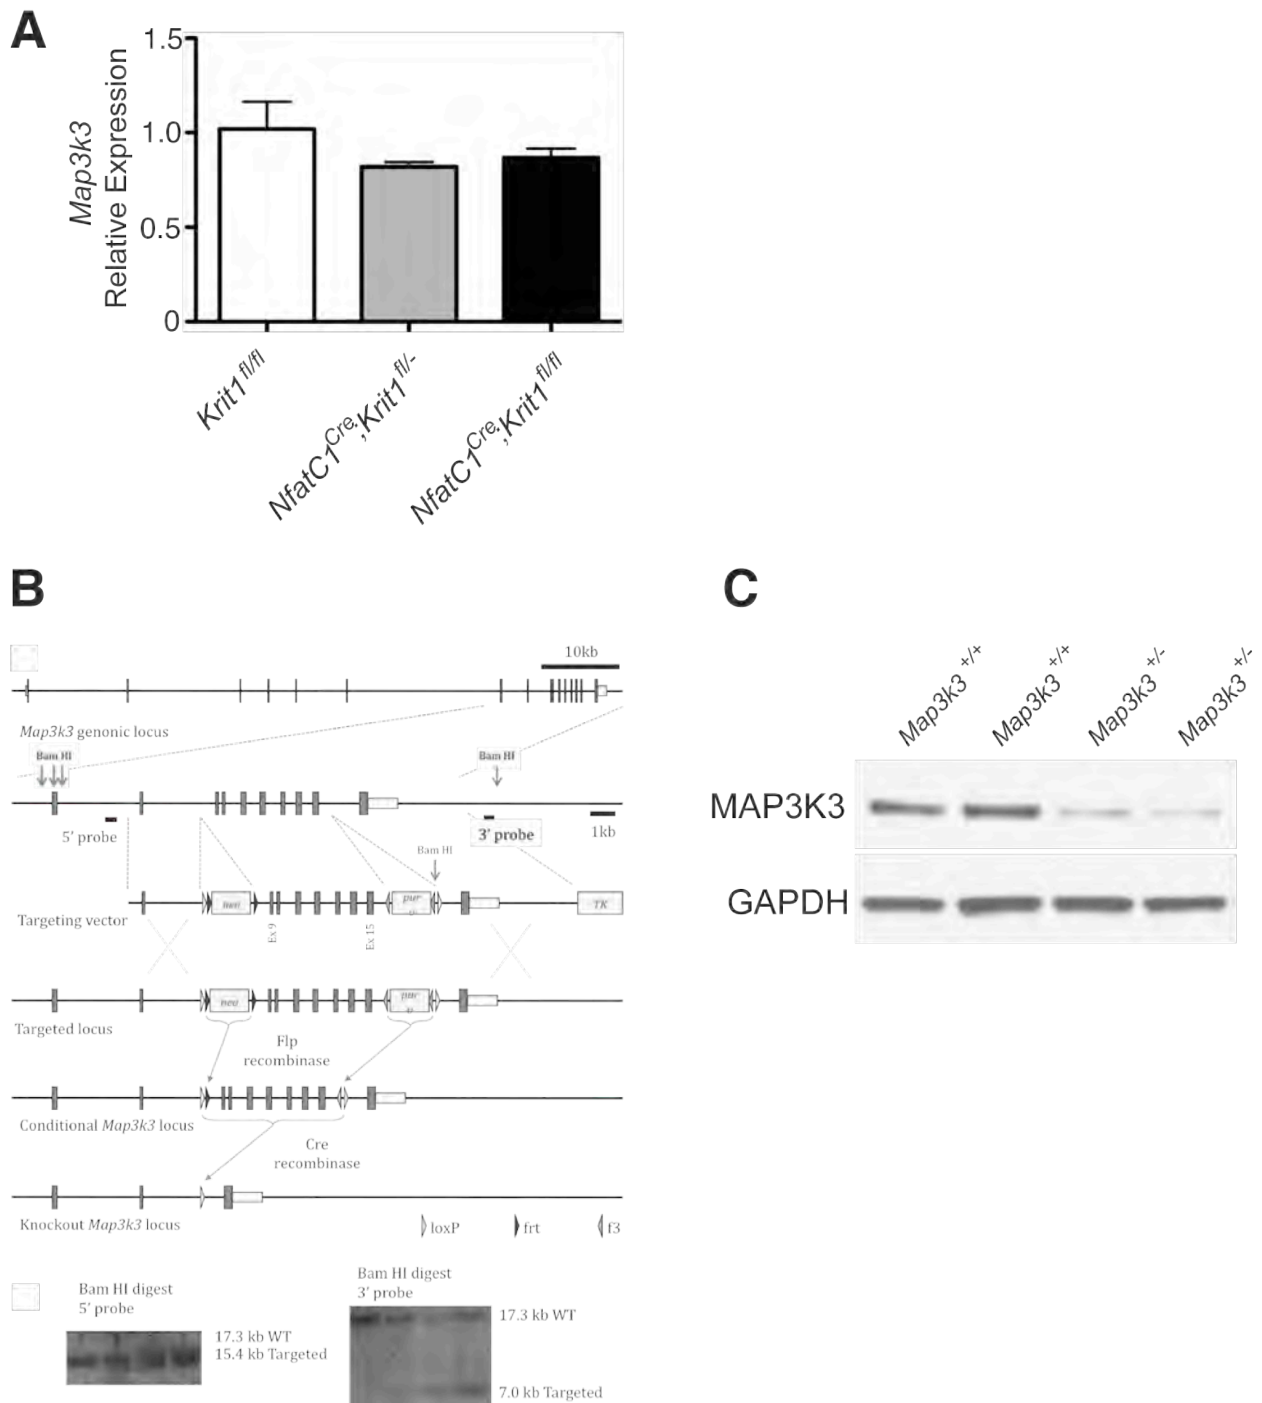 A
Map3k3
Relative Expression
1.5
1.0
0.5
0
Krit1fl/fl
NfatC1Cre;Krit1fl/-
NfatC1Cre;Krit1fl/fl
B
10kb
Map3k3 genonic locus
Bam HI
Bam HI
5' probe
3' probe
1kb
Bam HI
neo
pur
o
TK
Targeting vector
Ex 9
Ex 15
neo
pur
o
Targeted locus
Flp
recombinase
Conditional Map3k3 locus
Cre
recombinase
Knockout Map3k3 locus
loxP
frt
f3
Bam HI digest
5' probe
17.3 kb WT
15.4 kb Targeted
Bam HI digest
3' probe
17.3 kb WT
7.0 kb Targeted
C
Map3k3+/+
Map3k3+/+
Map3k3+/-
Map3k3+/-
MAP3K3
GAPDH